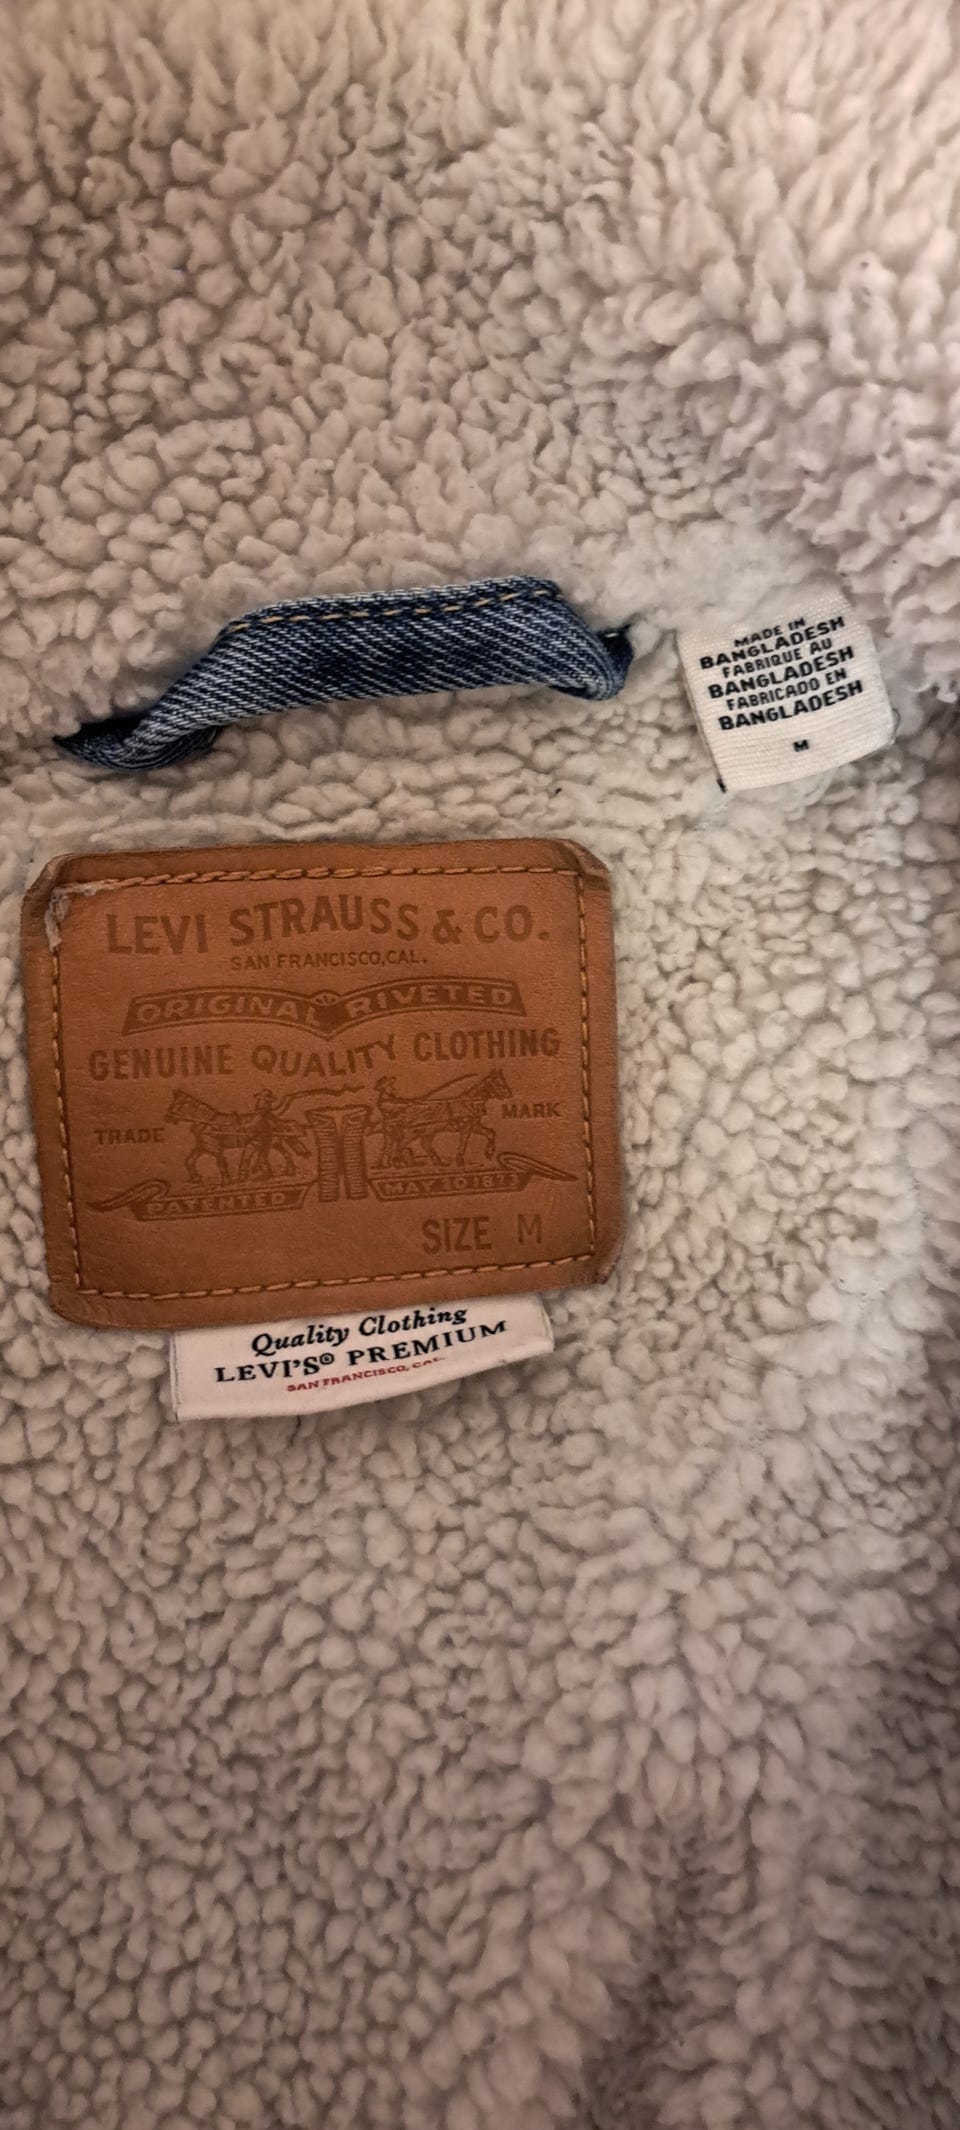 MADE IN
BANGLADESH
FABRIQUE AU
BANGLADESH
FABRICADO EN
BANGLADESH
M
LEVI STRAUSS & CO.
SAN FRANCISCO, CAL.
ORIGINAL RIVETED
GENUINE QUALITY CLOTHING
TRADE MARK
PATENTED MAY 20 1873
SIZE M
Quality Clothing
LEVI'S® PREMIUM
SAN FRANCISCO, CAL.